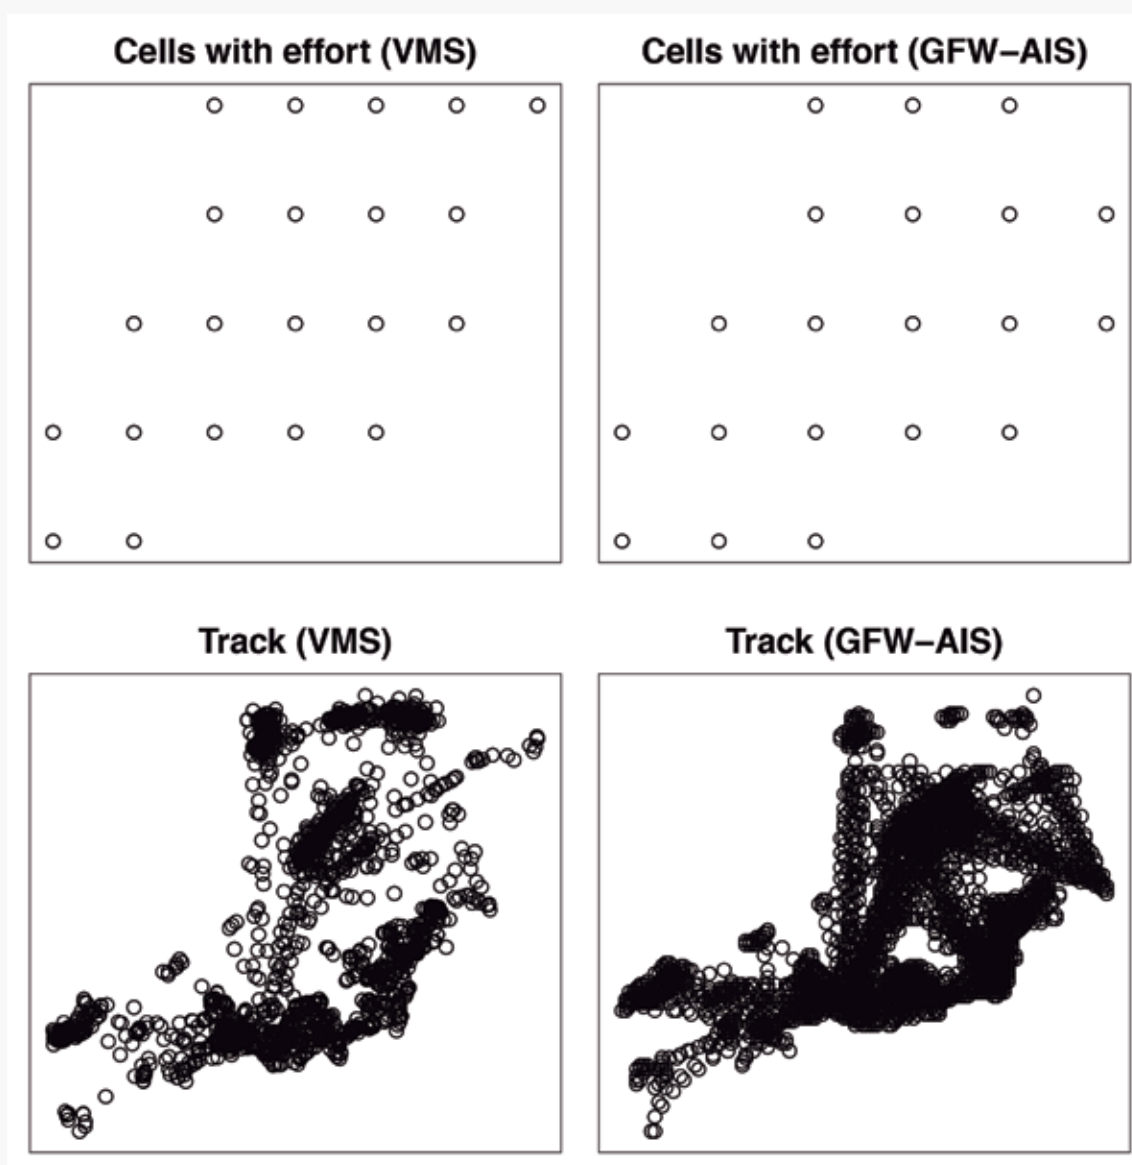 Cells with effort (VMS)
Cells with effort (GFW−AIS)
Track (VMS)
Track (GFW−AIS)